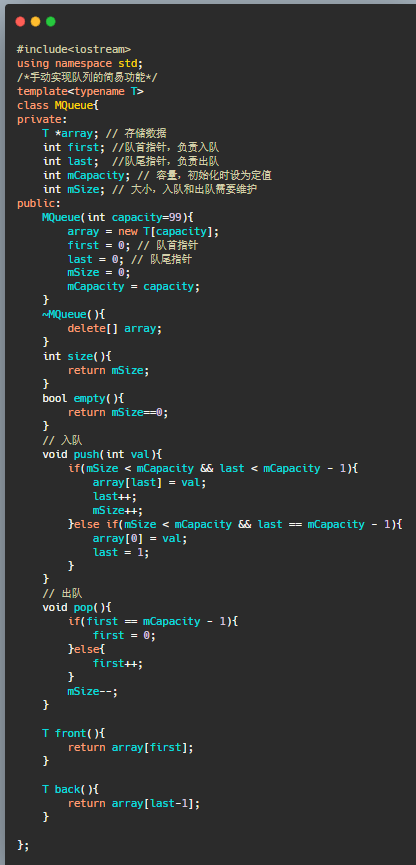 #include<iostream>
using namespace std;
/*手动实现队列的简易功能*/
template<typename T>
class MQueue{
private:
    T *array; // 存储数据
    int first; //队首指针，负责入队
    int last;  //队尾指针，负责出队
    int mCapacity; // 容量，初始化时设为定值
    int mSize; // 大小，入队和出队需要维护
public:
    MQueue(int capacity=99){
        array = new T[capacity];
        first = 0; // 队首指针
        last = 0; // 队尾指针
        mSize = 0;
        mCapacity = capacity;
    }
    ~MQueue(){
        delete[] array;
    }
    int size(){
        return mSize;
    }
    bool empty(){
        return mSize==0;
    }
    // 入队
    void push(int val){
        if(mSize < mCapacity && last < mCapacity - 1){
            array[last] = val;
            last++;
            mSize++;
        }else if(mSize < mCapacity && last == mCapacity - 1){
            array[0] = val;
            last = 1;
        }
    }
    // 出队
    void pop(){
        if(first == mCapacity - 1){
            first = 0;
        }else{
            first++;
        }
        mSize--;
    }

    T front(){
        return array[first];
    }

    T back(){
        return array[last-1];
    }

};